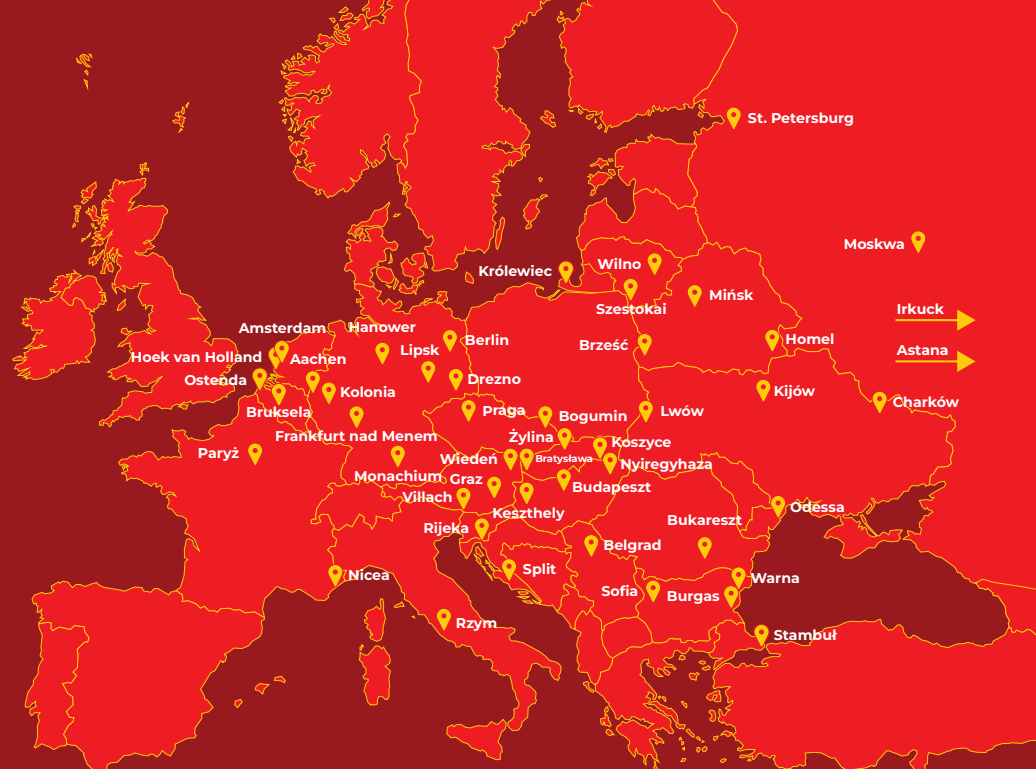 St. Petersburg
Moskwa
Królewiec
Wilno
Mińsk
Szestokai
Irkuck
Amsterdam
Hanower
Berlin
Homel
Brześć
Lipsk
Astana
Hoek van Holland
Aachen
Ostenda
Drezno
Kolonia
Kijów
Charków
Bruksela
Praga
Bogumin
Lwów
Frankfurt nad Menem
Żylina
Koszyce
Paryż
Wiedeń
Bratysława
Nyiregyhaza
Monachium
Graz
Budapeszt
Villach
Keszthely
Odessa
Rijeka
Bukareszt
Belgrad
Split
Nicea
Warna
Sofia
Burgas
Rzym
Stambuł